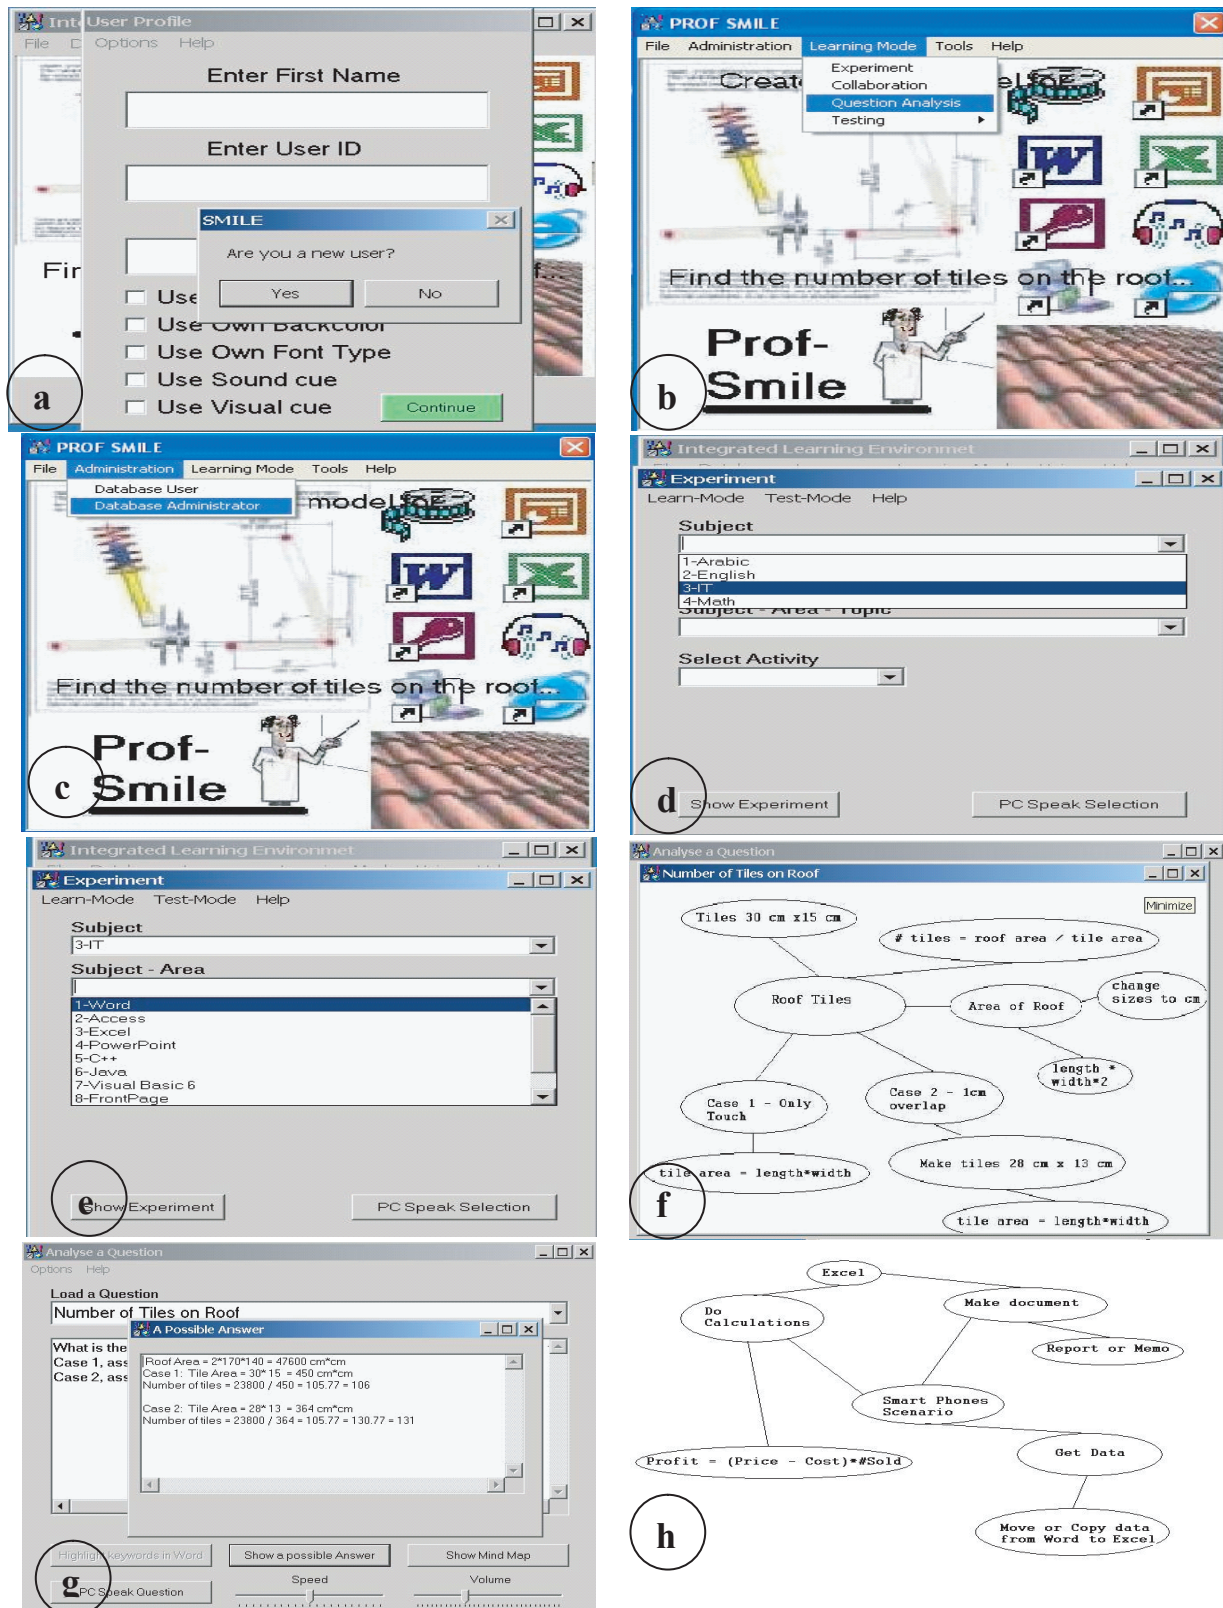 Inte
User Profile
File D
Options Help
Enter First Name
Enter User ID
SMILE
Are you a new user?
Yes No
Fir
Use
Use Own Backcolor
Use Own Font Type
Use Sound cue
Use Visual cue
Continue
a
PROF SMILE
File Administration Learning Mode Tools Help
Experiment
Collaboration
Question Analysis
Testing
Create
el for
Find the number of tiles on the roof...
Prof-
Smile
b
PROF SMILE
File Administration Learning Mode Tools Help
Database User
Database Administrator
model for
Find the number of tiles on the roof...
Prof-
Smile
c
Integrated Learning Environmet
Experiment
Learn-Mode Test-Mode Help
Subject
1-Arabic
2-English
3-IT
4-Math
Subject - Area - Topic
Select Activity
Show Experiment PC Speak Selection
d
Integrated Learning Environmet
Experiment
Learn-Mode Test-Mode Help
Subject
3-IT
Subject - Area
1-Word
2-Access
3-Excel
4-PowerPoint
5-C++
6-Java
7-Visual Basic 6
8-FrontPage
Show Experiment PC Speak Selection
e
Analyse a Question
Number of Tiles on Roof
Minimize
Tiles 30 cm x15 cm
# tiles = roof area / tile area
Roof Tiles
Area of Roof
change
sizes to cm
length *
width*2
Case 1 - Only
Touch
Case 2 - 1cm
overlap
tile area = length*width
Make tiles 28 cm x 13 cm
tile area = length*width
f
Analyse a Question
Options Help
Load a Question
Number of Tiles on Roof
What is the
Case 1, ass
Case 2, ass
A Possible Answer
Roof Area = 2*170*140 = 47600 cm*cm
Case 1: Tile Area = 30* 15 = 450 cm*cm
Number of tiles = 23800 / 450 = 105.77 = 106
Case 2: Tile Area = 28* 13 = 364 cm*cm
Number of tiles = 23800 / 364 = 105.77 = 130.77 = 131
Highlight keywords in Word Show a possible Answer Show Mind Map
PC Speak Question Speed Volume
g
Excel
Do
Calculations
Make document
Report or Memo
Smart Phones
Scenario
Get Data
Profit = (Price - Cost)*#Sold
Move or Copy data
from Word to Excel
h